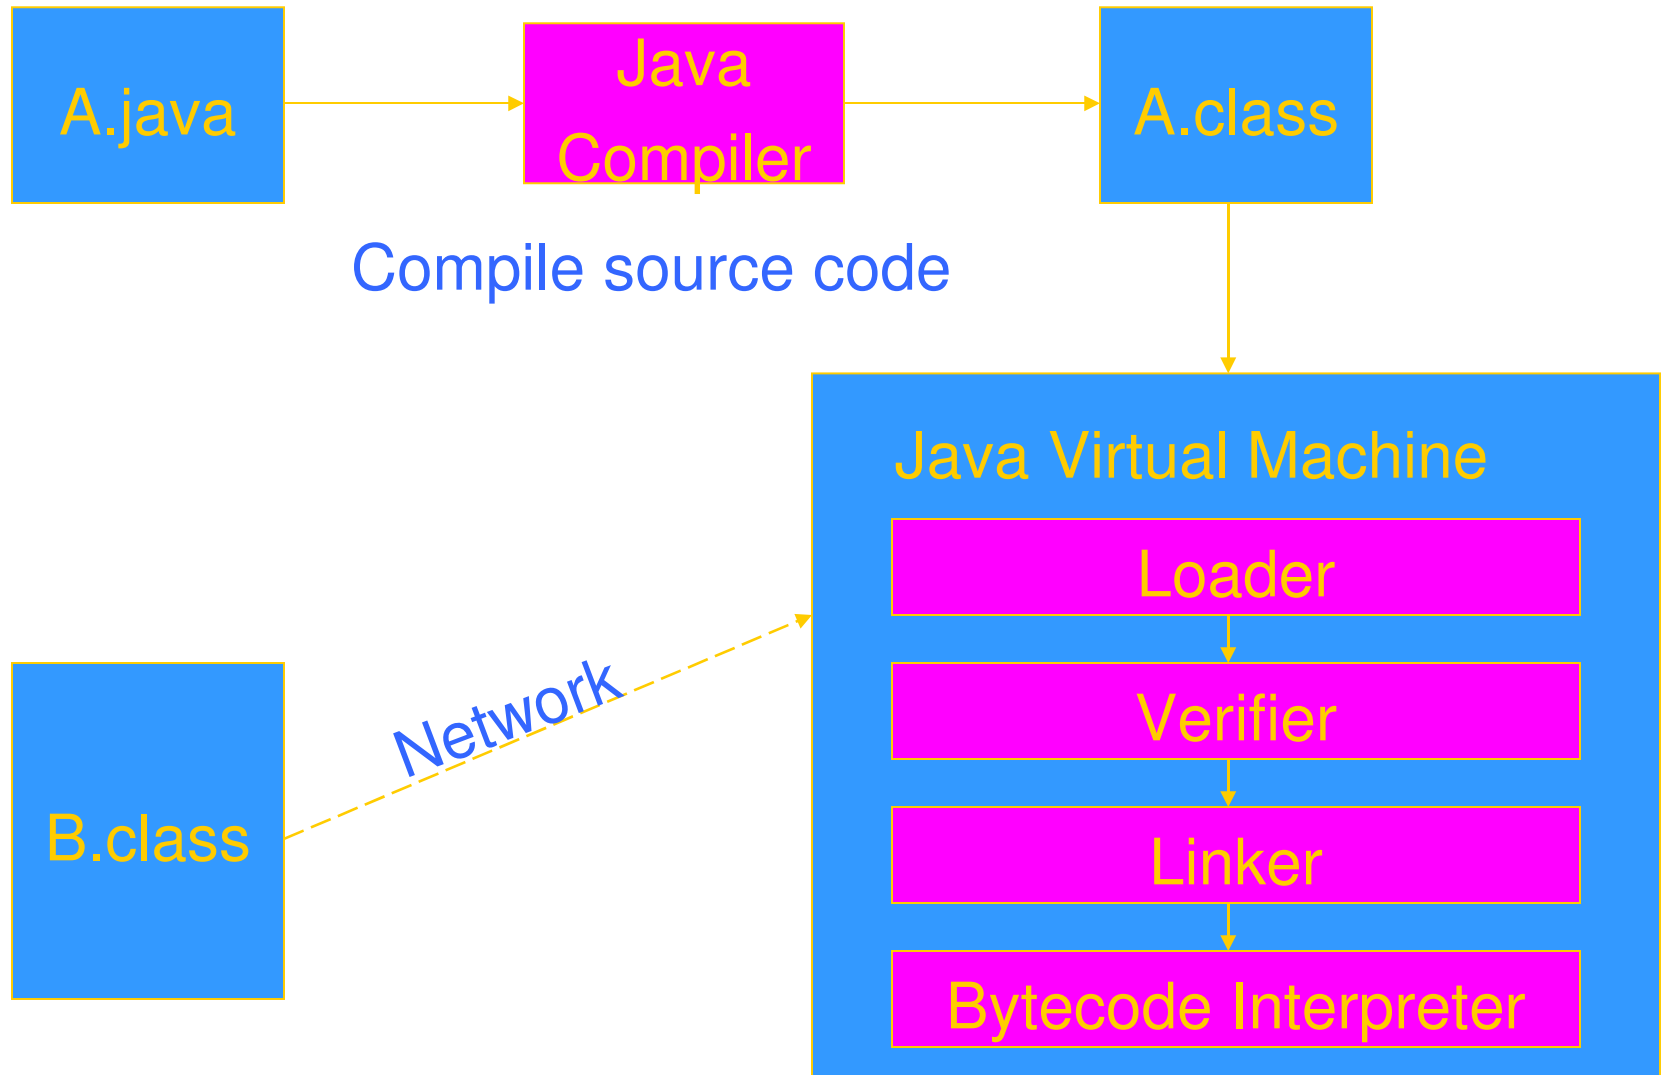 A.java
Java
Compiler
A.class
Compile source code
Java Virtual Machine
Loader
Network
Verifier
B.class
Linker
Bytecode Interpreter